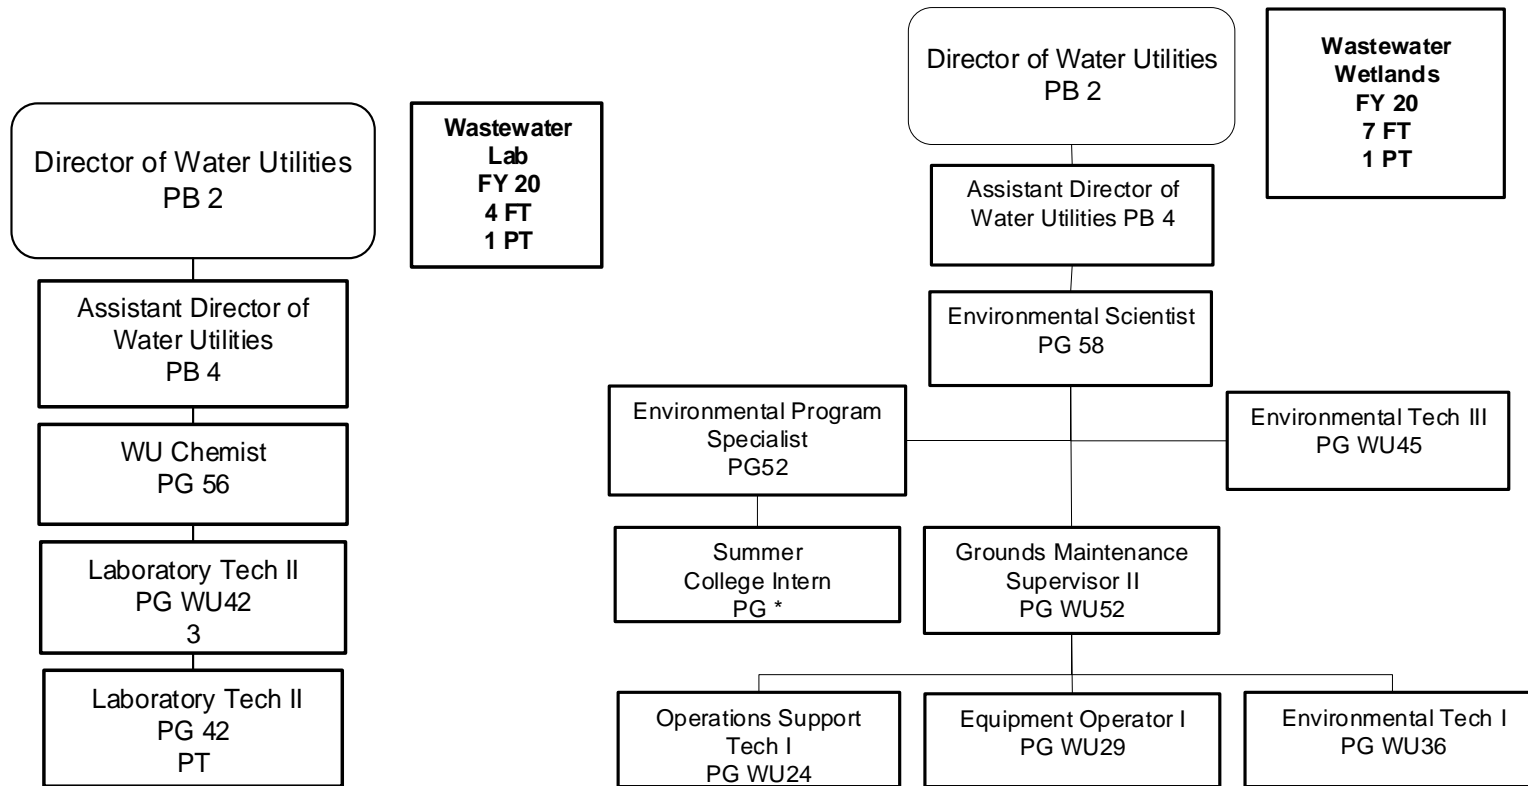 Director of Water Utilities
PB 2
Wastewater
Lab
FY 20
4 FT
1 PT
Assistant Director of
Water Utilities
PB 4
WU Chemist
PG 56
Laboratory Tech II
PG WU42
3
Laboratory Tech II
PG 42
PT
Director of Water Utilities
PB 2
Wastewater
Wetlands
FY 20
7 FT
1 PT
Assistant Director of
Water Utilities PB 4
Environmental Scientist
PG 58
Environmental Program
Specialist
PG52
Environmental Tech III
PG WU45
Summer
College Intern
PG *
Grounds Maintenance
Supervisor II
PG WU52
Operations Support
Tech I
PG WU24
Equipment Operator I
PG WU29
Environmental Tech I
PG WU36